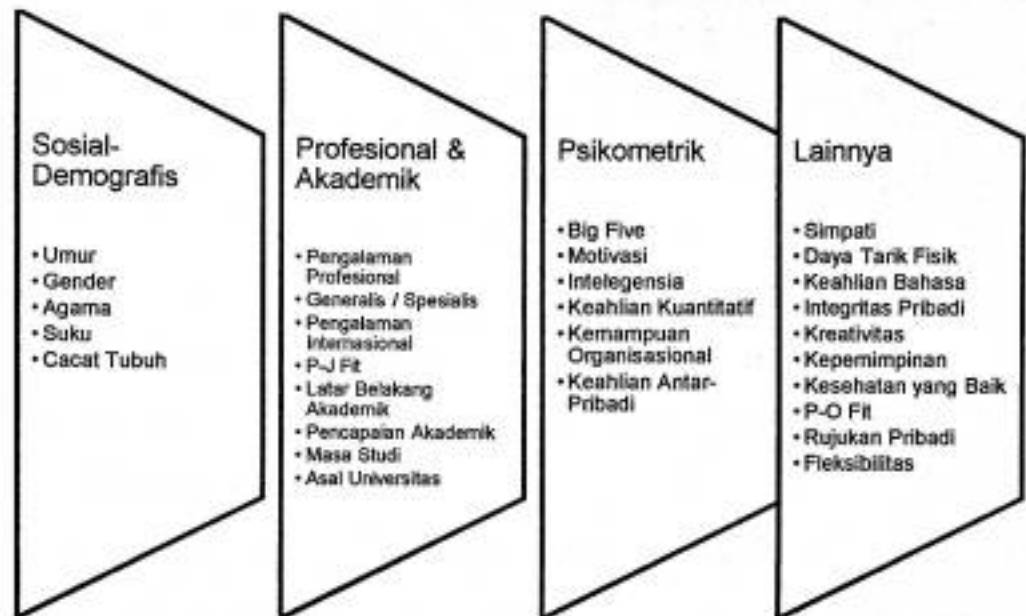 Sosial-
Demografis
• Umur
• Gender
• Agama
• Suku
• Cacat Tubuh
Profesional &
Akademik
• Pengalaman
Profesional
• Generalis / Spesialis
• Pengalaman
Internasional
• P-J Fit
• Latar Belakang
Akademik
• Pencapaian Akademik
• Masa Studi
• Asal Universitas
Psikometrik
• Big Five
• Motivasi
• Intelegensia
• Keahlian Kuantitatif
• Kemampuan
Organisasional
• Keahlian Antar-
Pribadi
Lainnya
• Simpati
• Daya Tarik Fisik
• Keahlian Bahasa
• Integritas Pribadi
• Kreativitas
• Kepemimpinan
• Kesehatan yang Baik
• P-O Fit
• Rujukan Pribadi
• Fleksibilitas